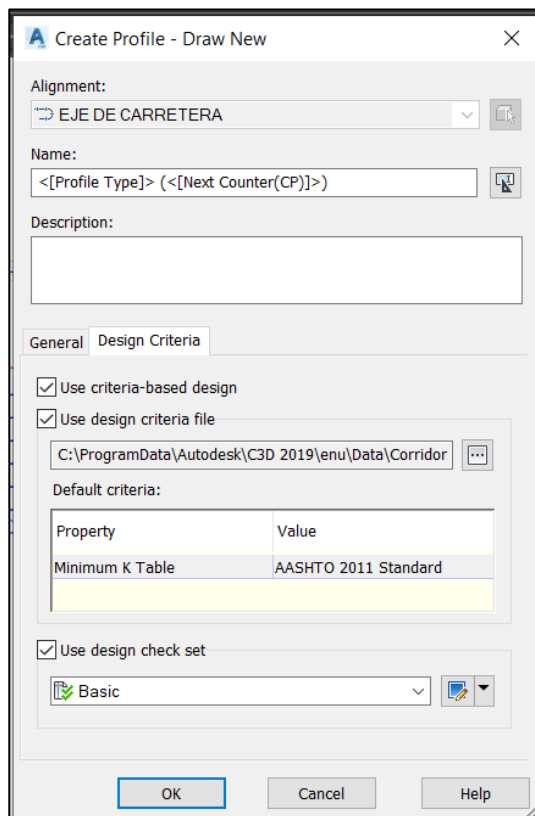 Create Profile - Draw New
Alignment:
EJE DE CARRETERA
Name:
<[Profile Type]> (<[Next Counter(CP)]>)
Description:
General Design Criteria
Use criteria-based design
Use design criteria file
C:\ProgramData\Autodesk\C3D 2019\enu\Data\Corridor
Default criteria:
Property Value
Minimum K Table AASHTO 2011 Standard
Use design check set
Basic
OK Cancel Help